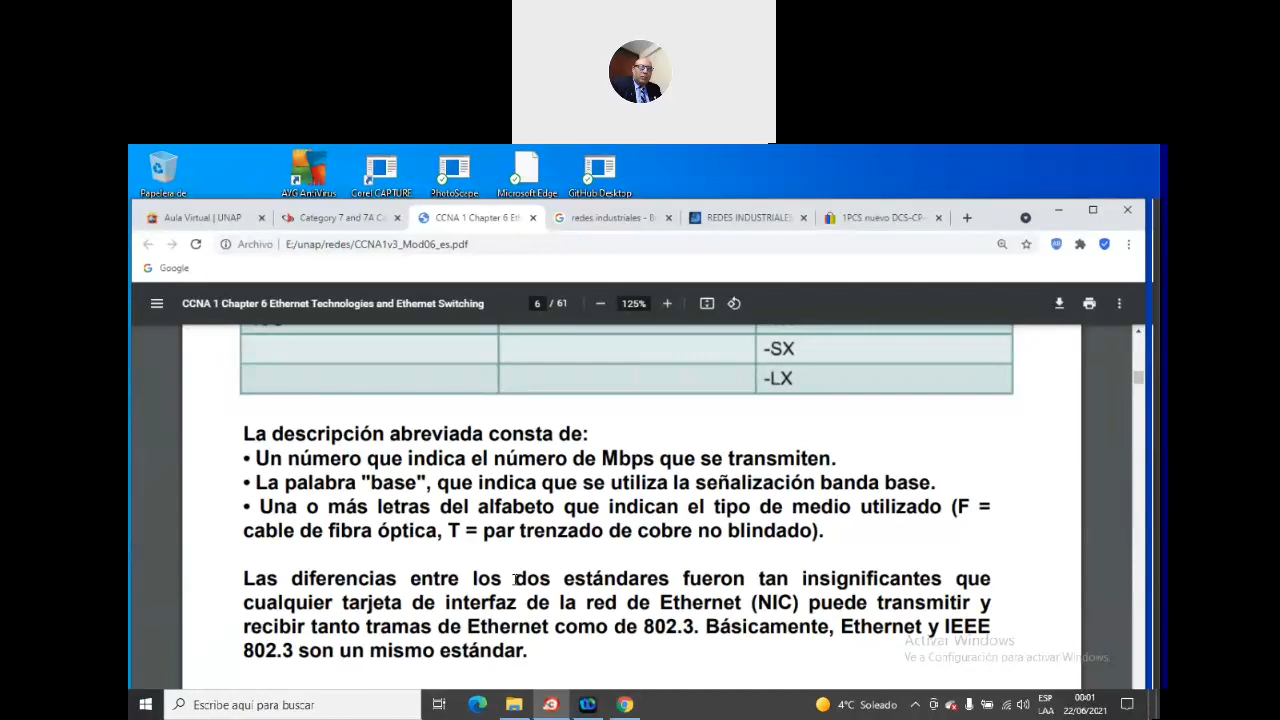 Papelera de
AVG AntiVirus
Corel CAPTURE
PhotoScape
Microsoft Edge
GitHub Desktop
Aula Virtual | UNAP
Category 7 and 7A C
CCNA 1 Chapter 6 Eth
redes industriales - B
REDES INDUSTRIALES
1PCS nuevo DCS-CP-
Archivo E:/unap/redes/CCNA1v3_Mod06_es.pdf
Google
CCNA 1 Chapter 6 Ethernet Technologies and Ethernet Switching
6 / 61
125%
-SX
-LX
La descripción abreviada consta de:
• Un número que indica el número de Mbps que se transmiten.
• La palabra "base", que indica que se utiliza la señalización banda base.
• Una o más letras del alfabeto que indican el tipo de medio utilizado (F =
cable de fibra óptica, T = par trenzado de cobre no blindado).
Las diferencias entre los dos estándares fueron tan insignificantes que
cualquier tarjeta de interfaz de la red de Ethernet (NIC) puede transmitir y
recibir tanto tramas de Ethernet como de 802.3. Básicamente, Ethernet y IEEE
802.3 son un mismo estándar.
Activar Windows
Ve a Configuración para activar Windows.
Escribe aquí para buscar
4°C Soleado
ESP
LAA
00:01
22/06/2021